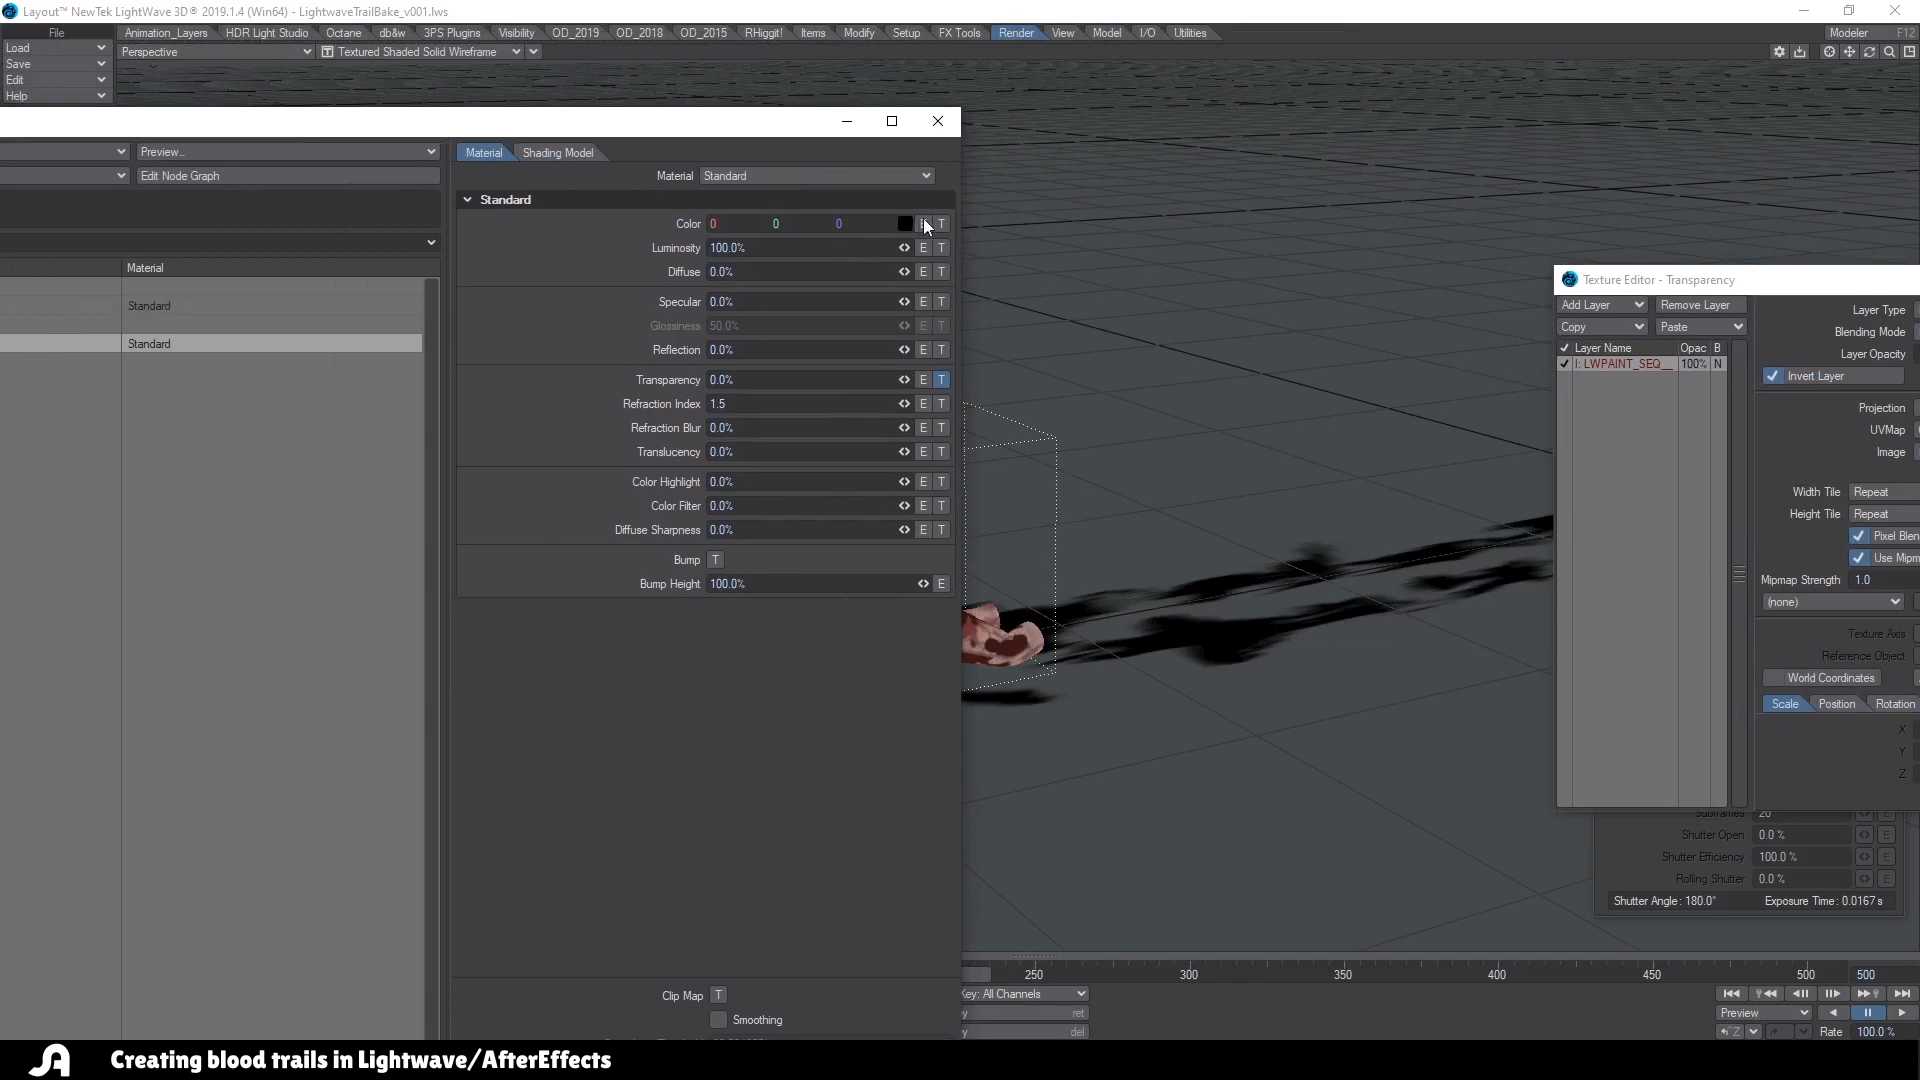 Layout™ NewTek LightWave 3D® 2019.1.4 (Win64) - LightwaveTrailBake_v001.lws
File
Animation_Layers HDR Light Studio Octane db&w 3PS Plugins Visibility OD_2019 OD_2018 OD_2015 RHiggit! Items Modify Setup FX Tools Render View Model I/O Utilities
Modeler F12
Load
Perspective
Textured Shaded Solid Wireframe
Save
Edit
Help
Preview...
Edit Node Graph
Material
Standard
Standard
Material Shading Model
Material Standard
Standard
Color 0 0 0 T
Luminosity 100.0% E T
Diffuse 0.0% E T
Specular 0.0% E T
Glossiness 50.0% E T
Reflection 0.0% E T
Transparency 0.0% E T
Refraction Index 1.5 E T
Refraction Blur 0.0% E T
Translucency 0.0% E T
Color Highlight 0.0% E T
Color Filter 0.0% E T
Diffuse Sharpness 0.0% E T
Bump T
Bump Height 100.0% E
Clip Map T
Smoothing
Texture Editor - Transparency
Add Layer Remove Layer
Copy Paste
Layer Name Opac B
I: LWPAINT_SEQ__ 100% N
Layer Type
Blending Mode
Layer Opacity
Invert Layer
Projection
UVMap
Image
Width Tile Repeat
Height Tile Repeat
Pixel Blen
Use Mipm
Mipmap Strength 1.0
(none)
Texture Axis
Reference Object
World Coordinates
Scale Position Rotation
X
Y
Z
Subframes 20 E
Shutter Open 0.0 % E
Shutter Efficiency 100.0 % E
Rolling Shutter 0.0 % E
Shutter Angle: 180.0° Exposure Time: 0.0167 s
250 300 350 400 450 500 500
Key: All Channels
y ret
y del
Preview
Rate 100.0 %
Creating blood trails in Lightwave/AfterEffects